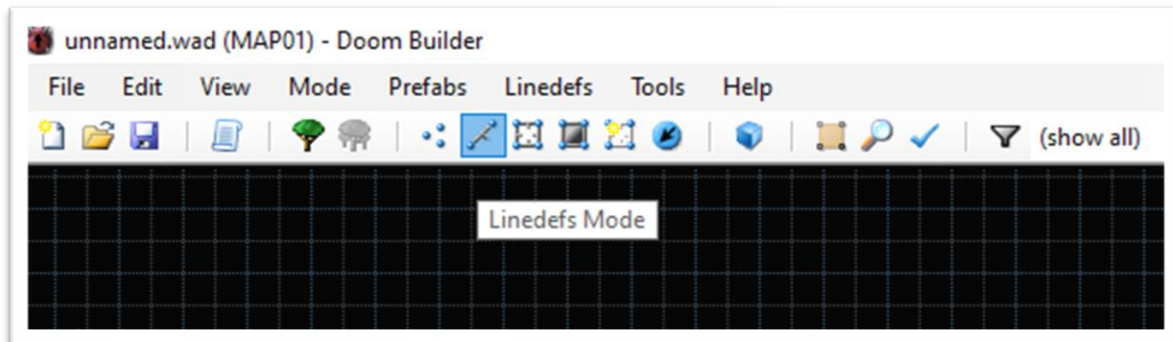 unnamed.wad (MAP01) - Doom Builder
File Edit View Mode Prefabs Linedefs Tools Help
(show all)
Linedefs Mode